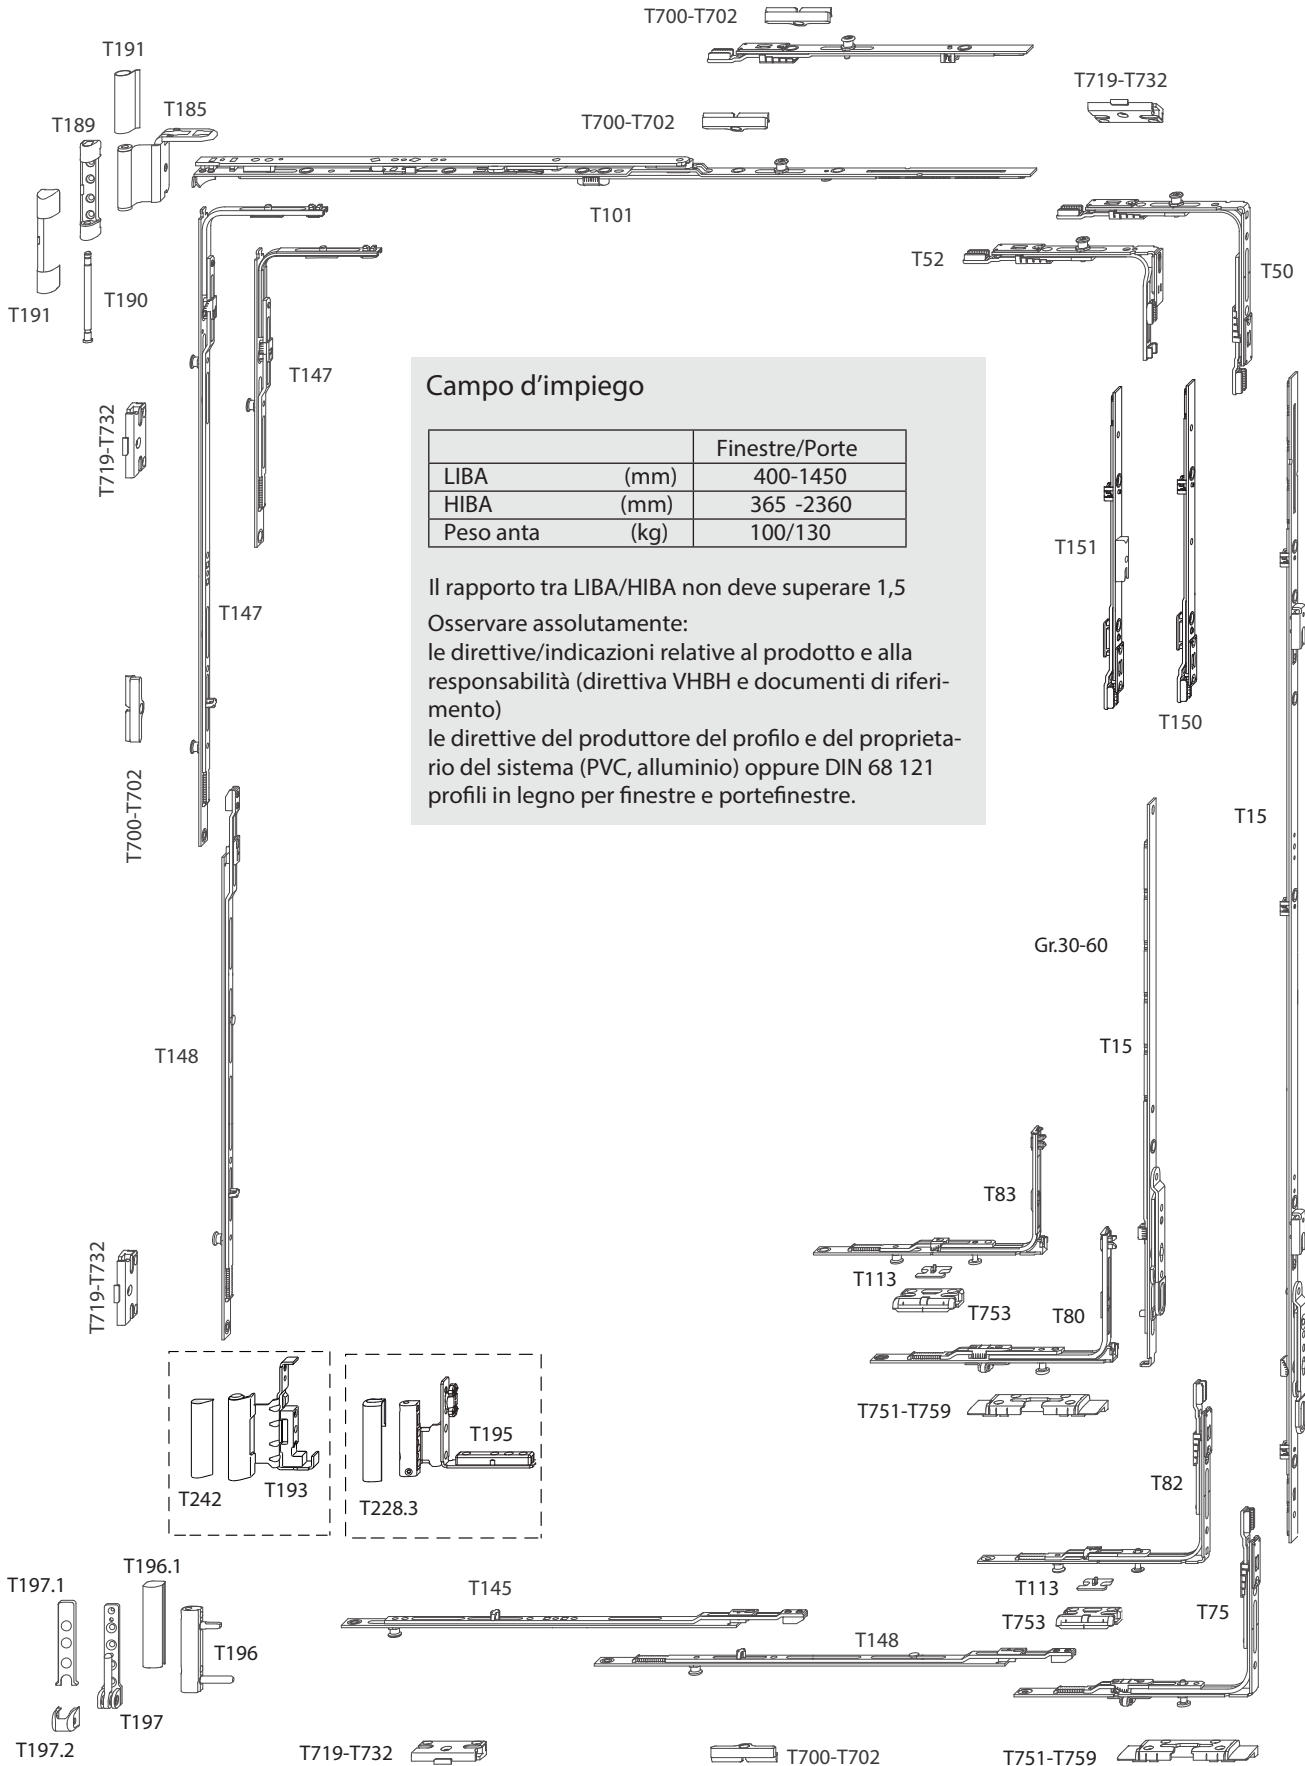 T700-T702
T191
T719-T732
T185
T189
T700-T702
T101
T52
T50
T191
T190
T147
T719-T732
Campo d'impiego
Finestre/Porte
LIBA (mm) 400-1450
HIBA (mm) 365 -2360
Peso anta (kg) 100/130
Il rapporto tra LIBA/HIBA non deve superare 1,5
Osservare assolutamente:
le direttive/indicazioni relative al prodotto e alla
responsabilità (direttiva VHBH e documenti di riferi-
mento)
le direttive del produttore del profilo e del proprieta-
rio del sistema (PVC, alluminio) oppure DIN 68 121
profili in legno per finestre e portefinestre.
T151
T147
T150
T700-T702
T15
Gr.30-60
T148
T15
T83
T719-T732
T113
T753
T80
T751-T759
T195
T82
T242
T193
T228.3
T196.1
T197.1
T145
T113
T75
T753
T196
T148
T197
T197.2
T719-T732
T700-T702
T751-T759